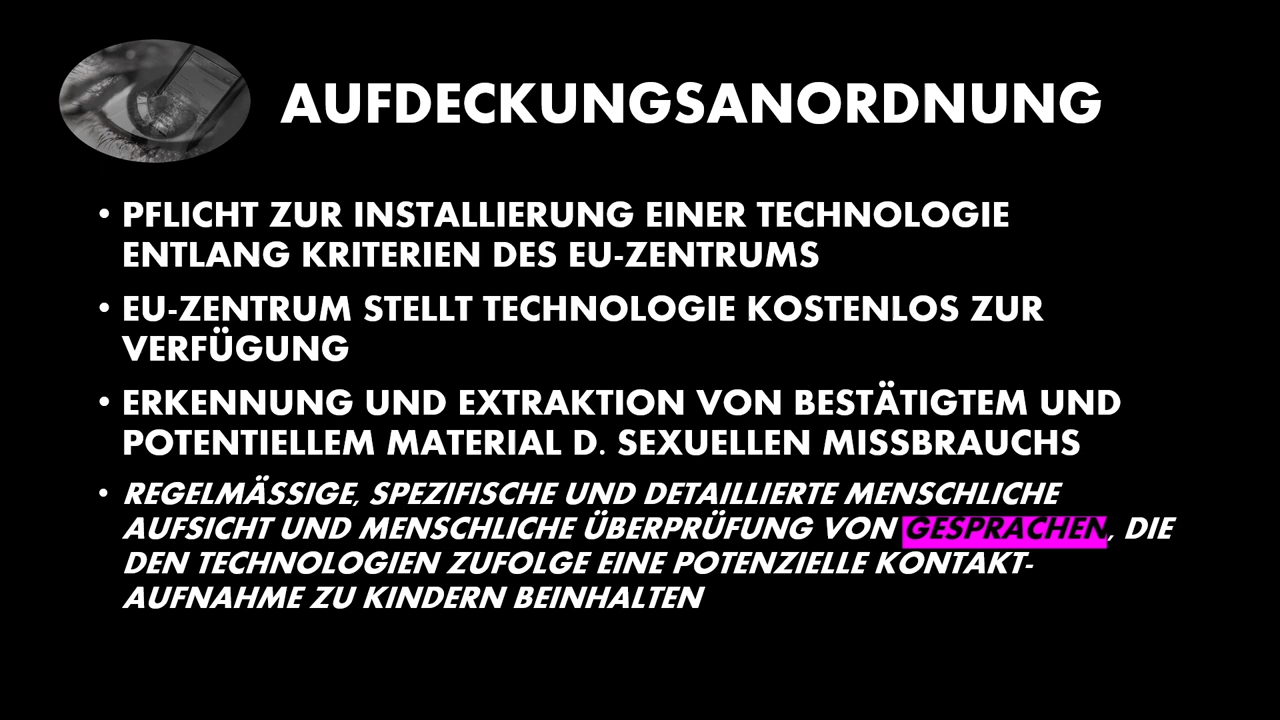 AUFDECKUNGSANORDNUNG
• PFLICHT ZUR INSTALLIERUNG EINER TECHNOLOGIE
ENTLANG KRITERIEN DES EU-ZENTRUMS
• EU-ZENTRUM STELLT TECHNOLOGIE KOSTENLOS ZUR
VERFÜGUNG
• ERKENNUNG UND EXTRAKTION VON BESTÄTIGTEM UND
POTENTIELLEM MATERIAL D. SEXUELLEN MISSBRAUCHS
• REGELMÄSSIGE, SPEZIFISCHE UND DETAILLIERTE MENSCHLICHE
AUFSICHT UND MENSCHLICHE ÜBERPRÜFUNG VON GESPRÄCHEN, DIE
DEN TECHNOLOGIEN ZUFOLGE EINE POTENZIELLE KONTAKT-
AUFNAHME ZU KINDERN BEINHALTEN